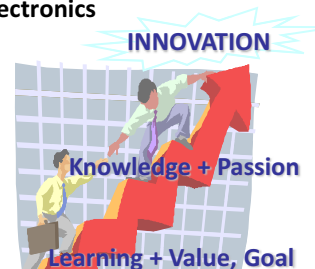 ectronics
INNOVATION
Knowledge + Passion
Learning + Value, Goal